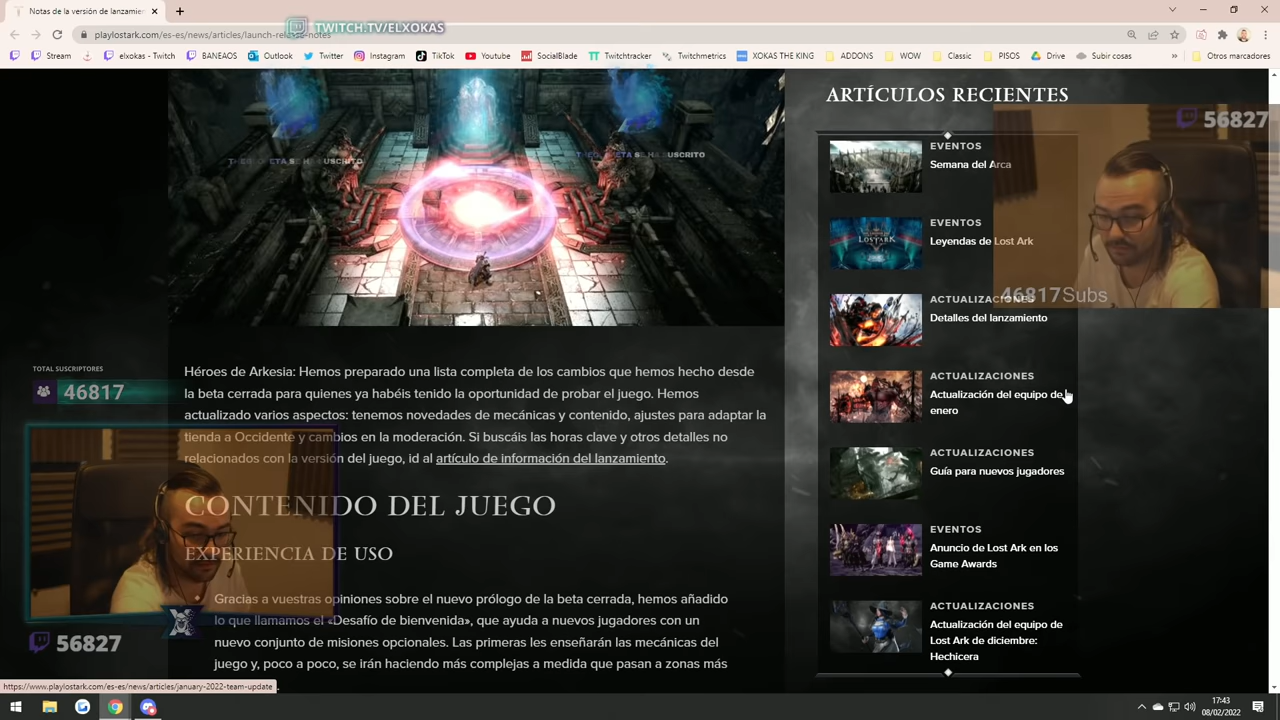 Notas de la versión de lanzamien
TWITCH.TV/ELXOKAS
playlostark.com/es-es/news/articles/launch-release-notes
Stream
elxokas - Twitch
BANEAOS
Outlook
Twitter
Instagram
TikTok
Youtube
SocialBlade
Twitchtracker
Twitchmetrics
XOKAS THE KING
ADDONS
WOW
Classic
PISOS
Drive
Subir cosas
Otros marcadores
ARTÍCULOS RECIENTES
56827
EVENTOS
Semana del Arca
EVENTOS
Leyendas de Lost Ark
LOST ARK
46817Subs
ACTUALIZACIONES
Detalles del lanzamiento
ACTUALIZACIONES
Actualización del equipo de
enero
ACTUALIZACIONES
Guía para nuevos jugadores
EVENTOS
Anuncio de Lost Ark en los
Game Awards
ACTUALIZACIONES
Actualización del equipo de
Lost Ark de diciembre:
Hechicera
TOTAL SUSCRIPTORES
46817
Héroes de Arkesia: Hemos preparado una lista completa de los cambios que hemos hecho desde
la beta cerrada para quienes ya habéis tenido la oportunidad de probar el juego. Hemos
actualizado varios aspectos: tenemos novedades de mecánicas y contenido, ajustes para adaptar la
tienda a Occidente y cambios en la moderación. Si buscáis las horas clave y otros detalles no
relacionados con la versión del juego, id al artículo de información del lanzamiento.
CONTENIDO DEL JUEGO
EXPERIENCIA DE USO
Gracias a vuestras opiniones sobre el nuevo prólogo de la beta cerrada, hemos añadido
lo que llamamos el «Desafío de bienvenida», que ayuda a nuevos jugadores con un
nuevo conjunto de misiones opcionales. Las primeras les enseñarán las mecánicas del
juego y, poco a poco, se irán haciendo más complejas a medida que pasan a zonas más
56827
https://www.playlostark.com/es-es/news/articles/january-2022-team-update
17:43
08/02/2022